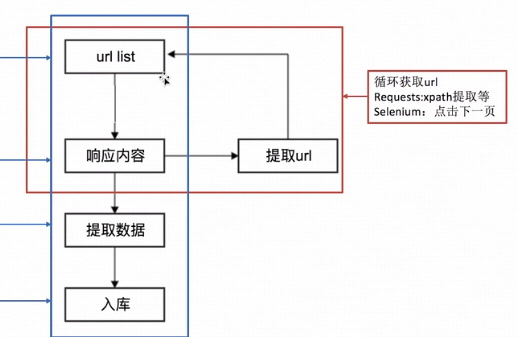 url list
循环获取url
Requests:xpath提取等
Selenium：点击下一页
响应内容
提取url
提取数据
入库